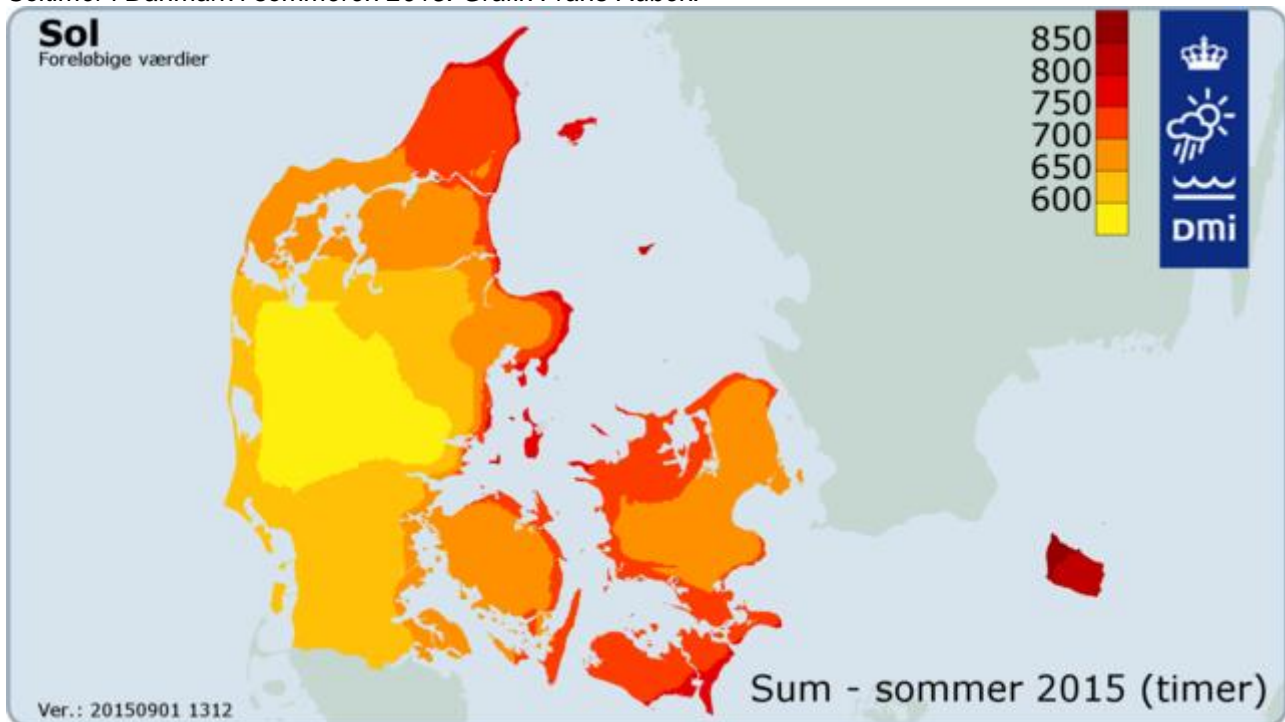 Sol
Foreløbige værdier
850
800
750
700
650
600
DMi
Sum - sommer 2015 (timer)
Ver.: 20150901 1312